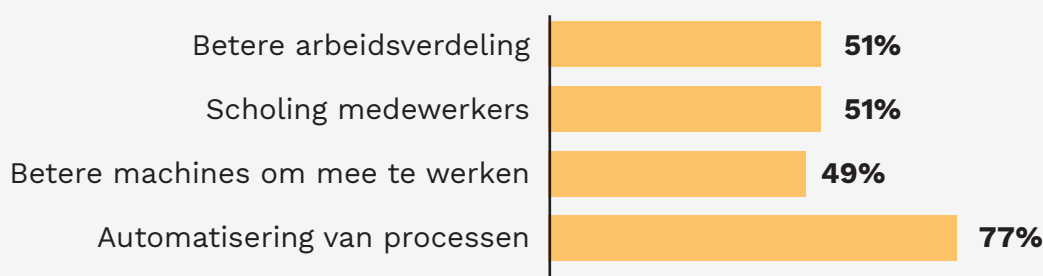 Betere arbeidsverdeling 51%
Scholing medewerkers 51%
Betere machines om mee te werken 49%
Automatisering van processen 77%